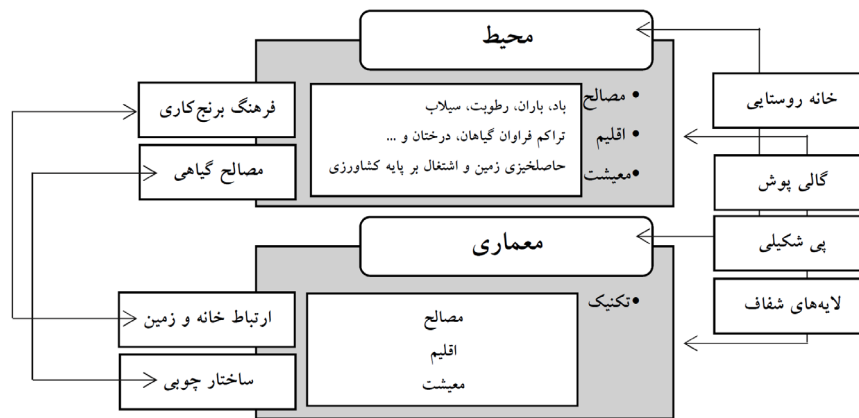 محیط
خانه روستایی
• مصالح
• اقلیم
•معیشت
باد، باران، رطوبت، سیلاب
تراکم فراوان گیاهان، درختان و ...
حاصلخیزی زمین و اشتغال بر پایه کشاورزی
فرهنگ برنج‌کاری
مصالح گیاهی
گالی پوش
پی شکیلی
لایه‌های شفاف
معماری
•تکنیک
مصالح
اقلیم
معیشت
ارتباط خانه و زمین
ساختار چوبی